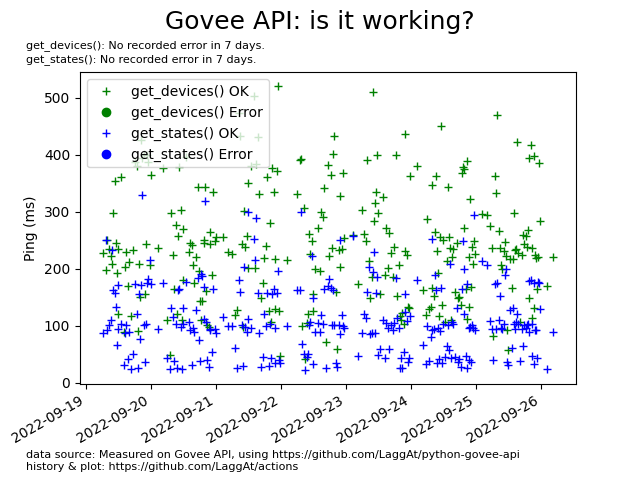 Govee API: is it working?
get_devices(): No recorded error in 7 days.
get_states(): No recorded error in 7 days.
get_devices() OK
get_devices() Error
get_states() OK
get_states() Error
Ping (ms)
500
400
300
200
100
0
2022-09-19
2022-09-20
2022-09-21
2022-09-22
2022-09-23
2022-09-24
2022-09-25
2022-09-26
data source: Measured on Govee API, using https://github.com/LaggAt/python-govee-api
history & plot: https://github.com/LaggAt/actions